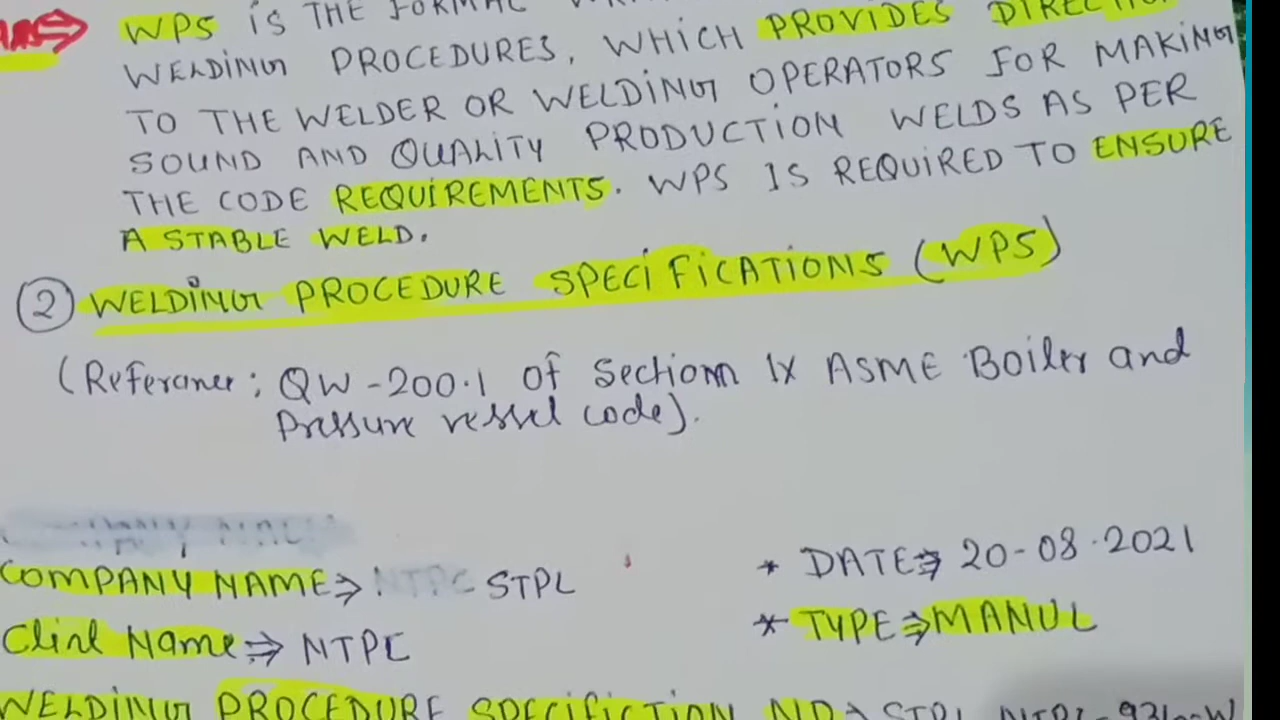 WPS IS THE FORMAL
WELDING PROCEDURES, WHICH PROVIDES DIRECTION
TO THE WELDER OR WELDING OPERATORS FOR MAKING
SOUND AND QUALITY PRODUCTION WELDS AS PER
THE CODE REQUIREMENTS. WPS IS REQUIRED TO ENSURE
A STABLE WELD.
② WELDING PROCEDURE SPECIFICATIONS (WPS)
(Referance; QW-200.1 of Section IX ASME Boiler and
Pressure vessel code).
COMPANY NAME⇒ NTPC STPL
* DATE⇒ 20-08.2021
Clint Name⇒ NTPC
* TYPE⇒MANUL
WELDING PROCEDURE SPECIFICTION NO